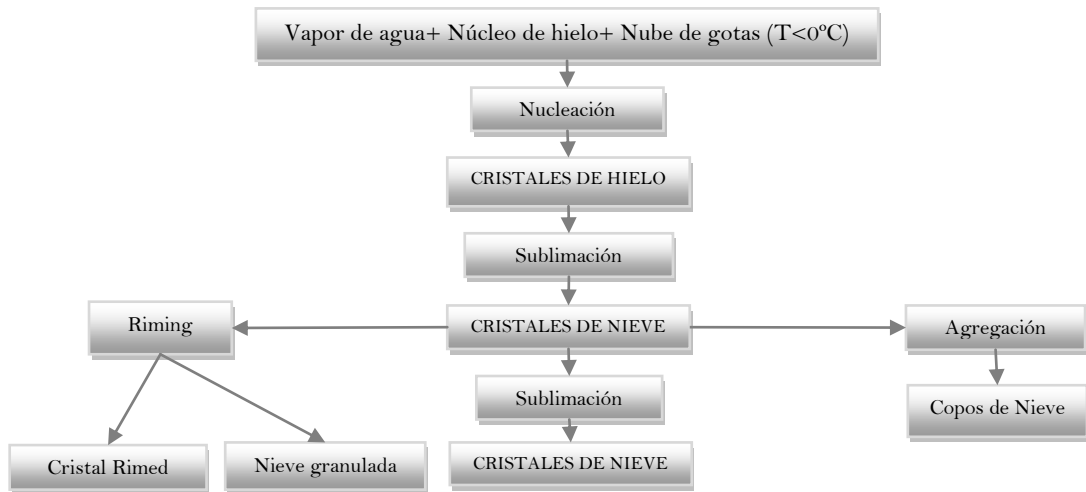 Vapor de agua+ Núcleo de hielo+ Nube de gotas (T<0ºC)
Nucleación
CRISTALES DE HIELO
Sublimación
Riming
CRISTALES DE NIEVE
Agregación
Sublimación
Copos de Nieve
Cristal Rimed
Nieve granulada
CRISTALES DE NIEVE